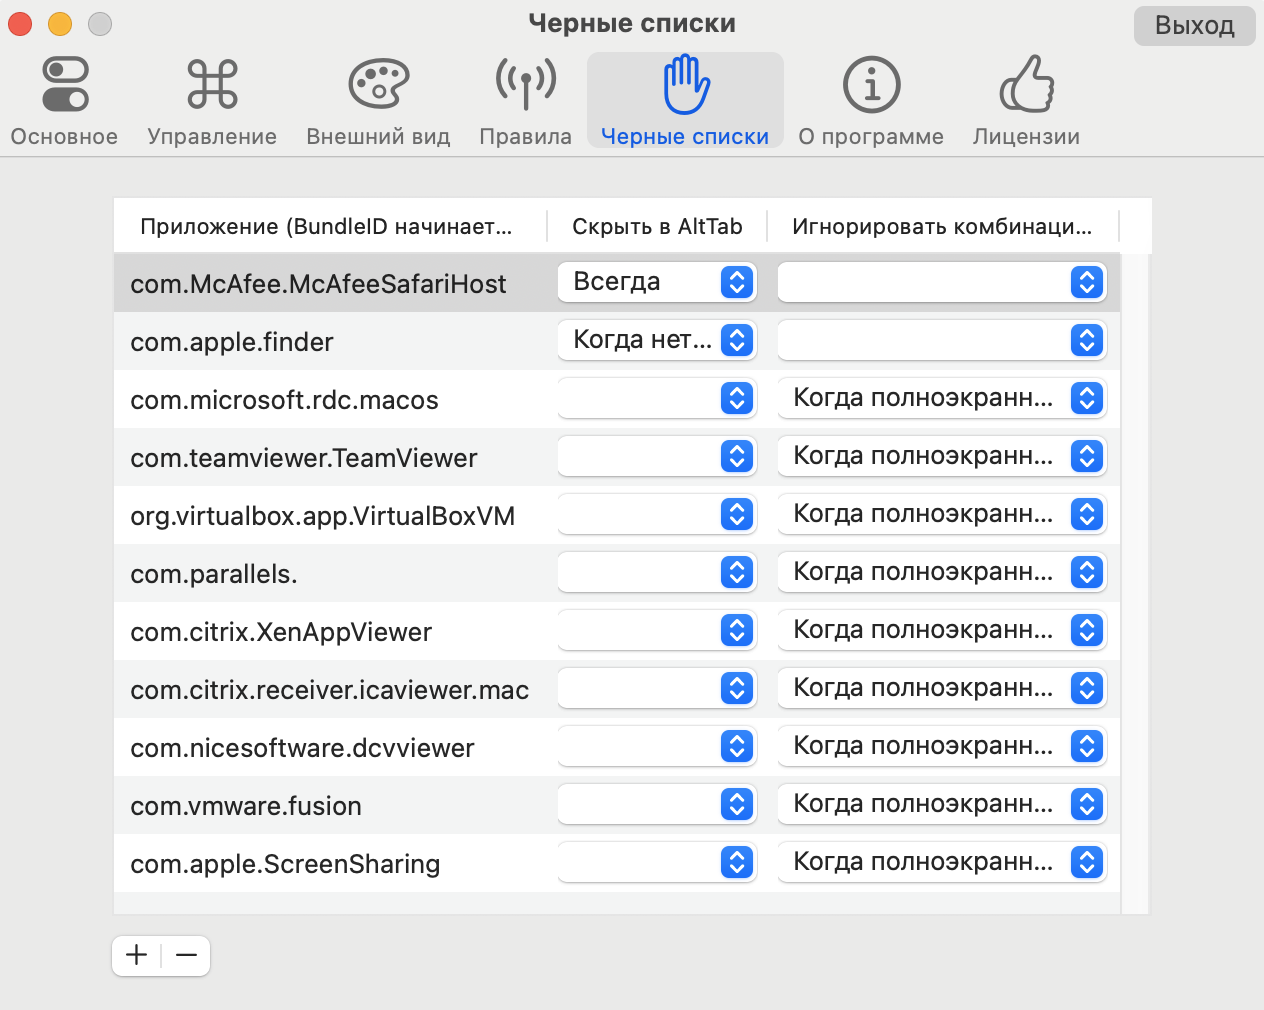 Черные списки
Выход
Основное
Управление
Внешний вид
Правила
Черные списки
О программе
Лицензии
Приложение (BundleID начинает...
Скрыть в AltTab
Игнорировать комбинаци...
com.McAfee.McAfeeSafariHost
Всегда
com.apple.finder
Когда нет...
com.microsoft.rdc.macos
Когда полноэкранн...
com.teamviewer.TeamViewer
Когда полноэкранн...
org.virtualbox.app.VirtualBoxVM
Когда полноэкранн...
com.parallels.
Когда полноэкранн...
com.citrix.XenAppViewer
Когда полноэкранн...
com.citrix.receiver.icaviewer.mac
Когда полноэкранн...
com.nicesoftware.dcvviewer
Когда полноэкранн...
com.vmware.fusion
Когда полноэкранн...
com.apple.ScreenSharing
Когда полноэкранн...